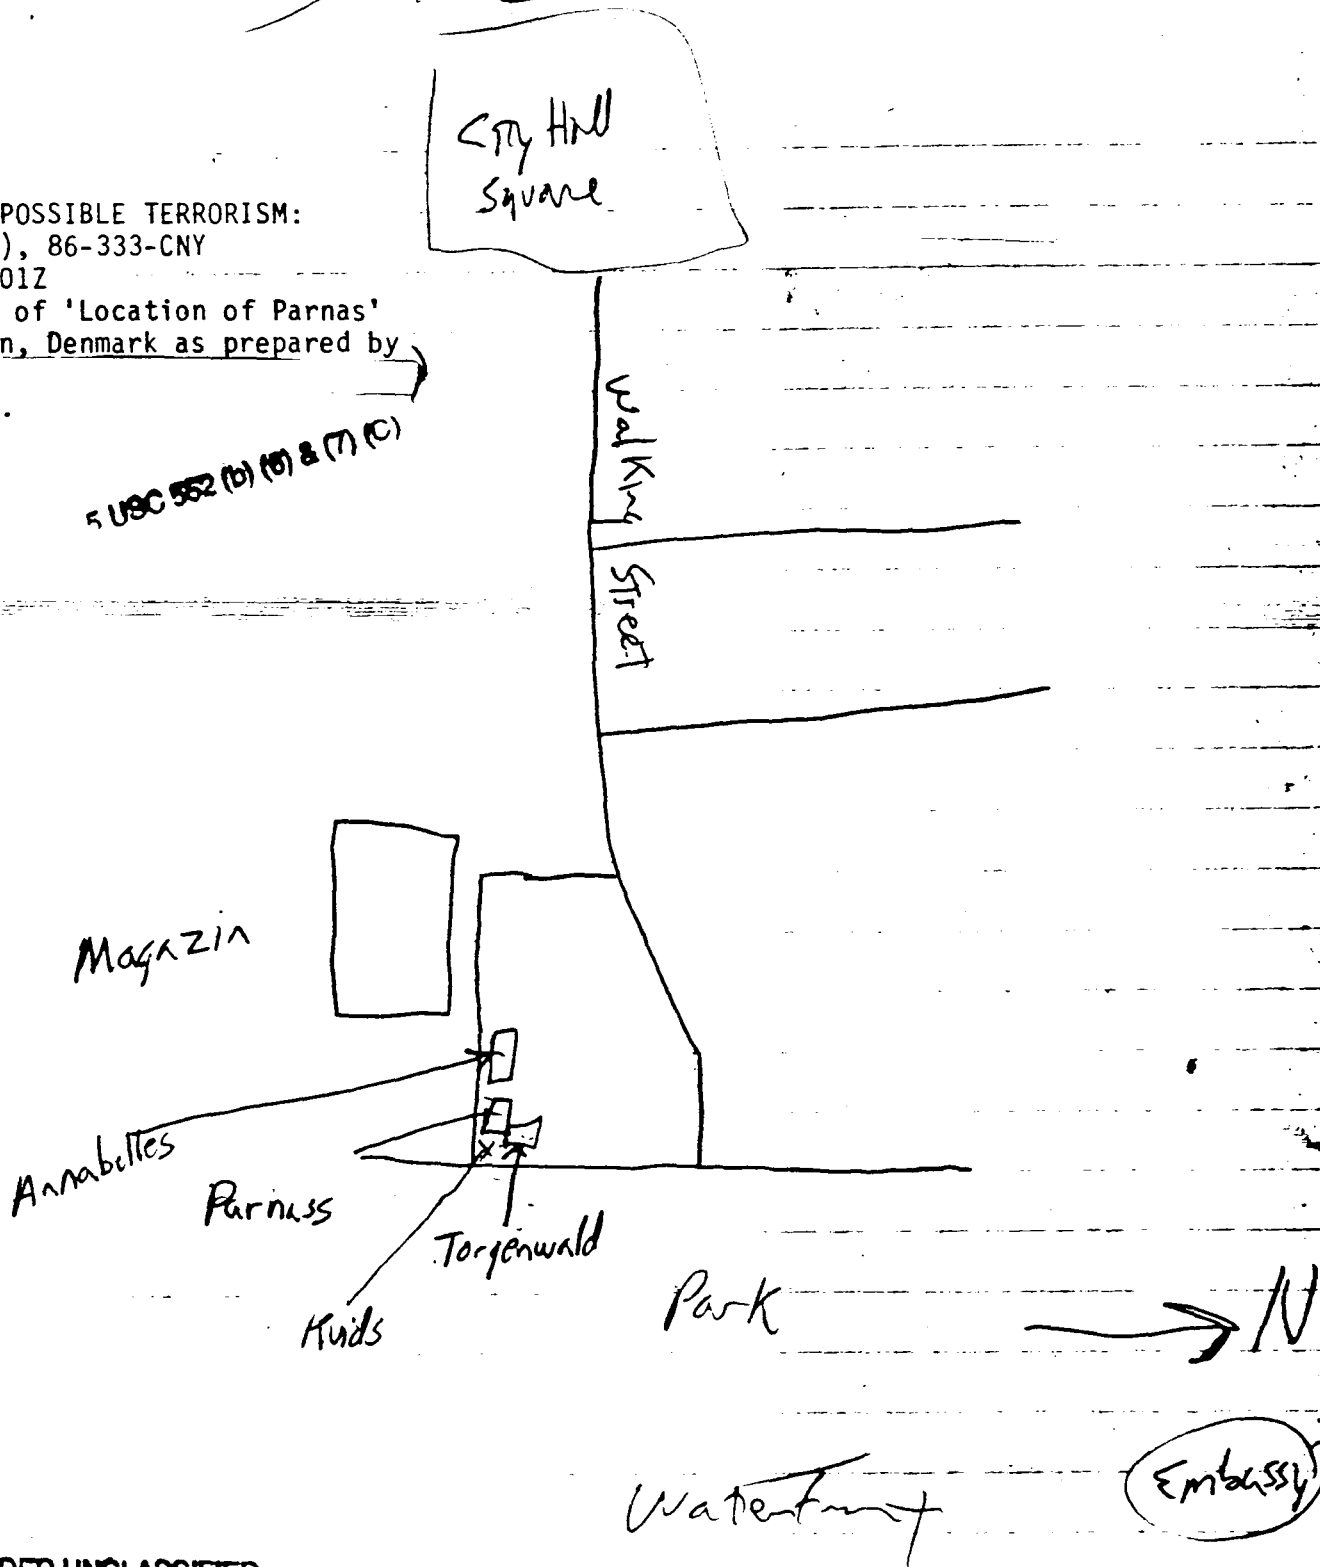 City Hall
Square
POSSIBLE TERRORISM:
), 86-333-CNY
01Z
of 'Location of Parnas'
n, Denmark as prepared by
.
5 USC 552 (b) (6) & (7) (C)
Walking
Street
Magazin
Annabelles
Parnass
Torgenwald
Kuids
Park
N
Embassy
Waterfront
UNCLASSIFIED